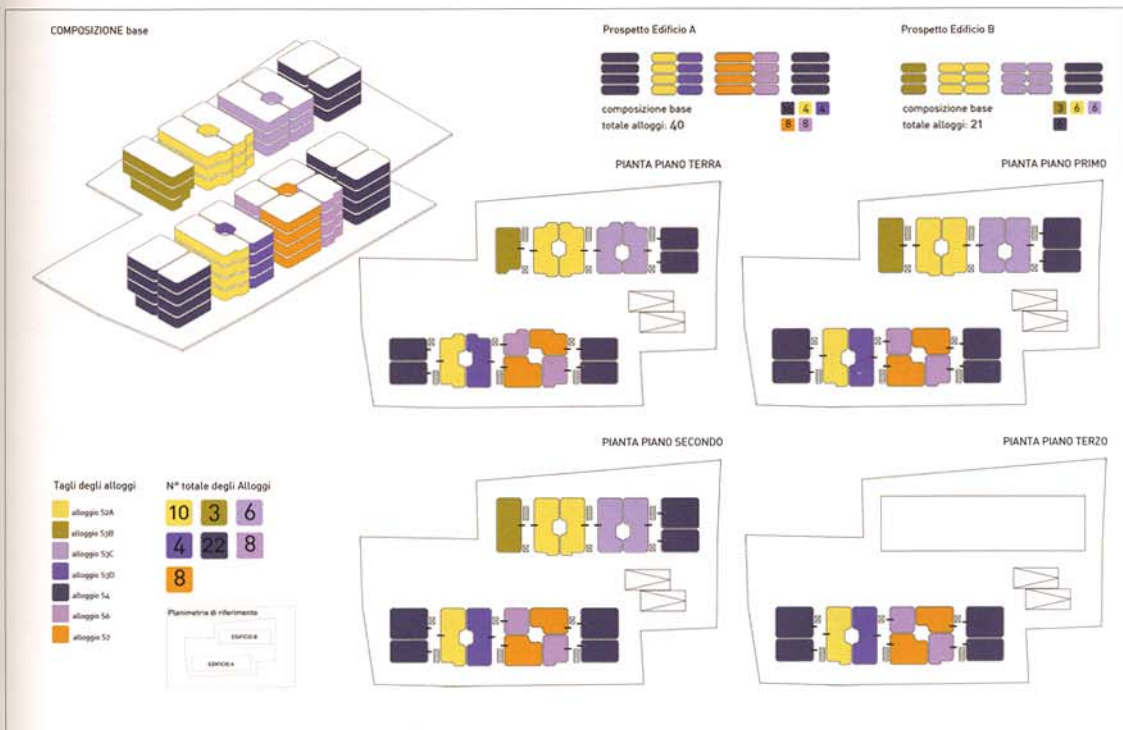 COMPOSIZIONE base
Prospetto Edificio A
composizione base
totale alloggi: 40
4 4
8 8
Prospetto Edificio B
composizione base
totale alloggi: 21
3 6 6
6
PIANTA PIANO TERRA
PIANTA PIANO PRIMO
PIANTA PIANO SECONDO
PIANTA PIANO TERZO
Tagli degli alloggi
alloggio S2A
alloggio S3B
alloggio S3C
alloggio S3D
alloggio S4
alloggio S6
alloggio S7
N° totale degli Alloggi
10 3 6
4 22 8
8
Planimetria di riferimento
EDIFICIO B
EDIFICIO A